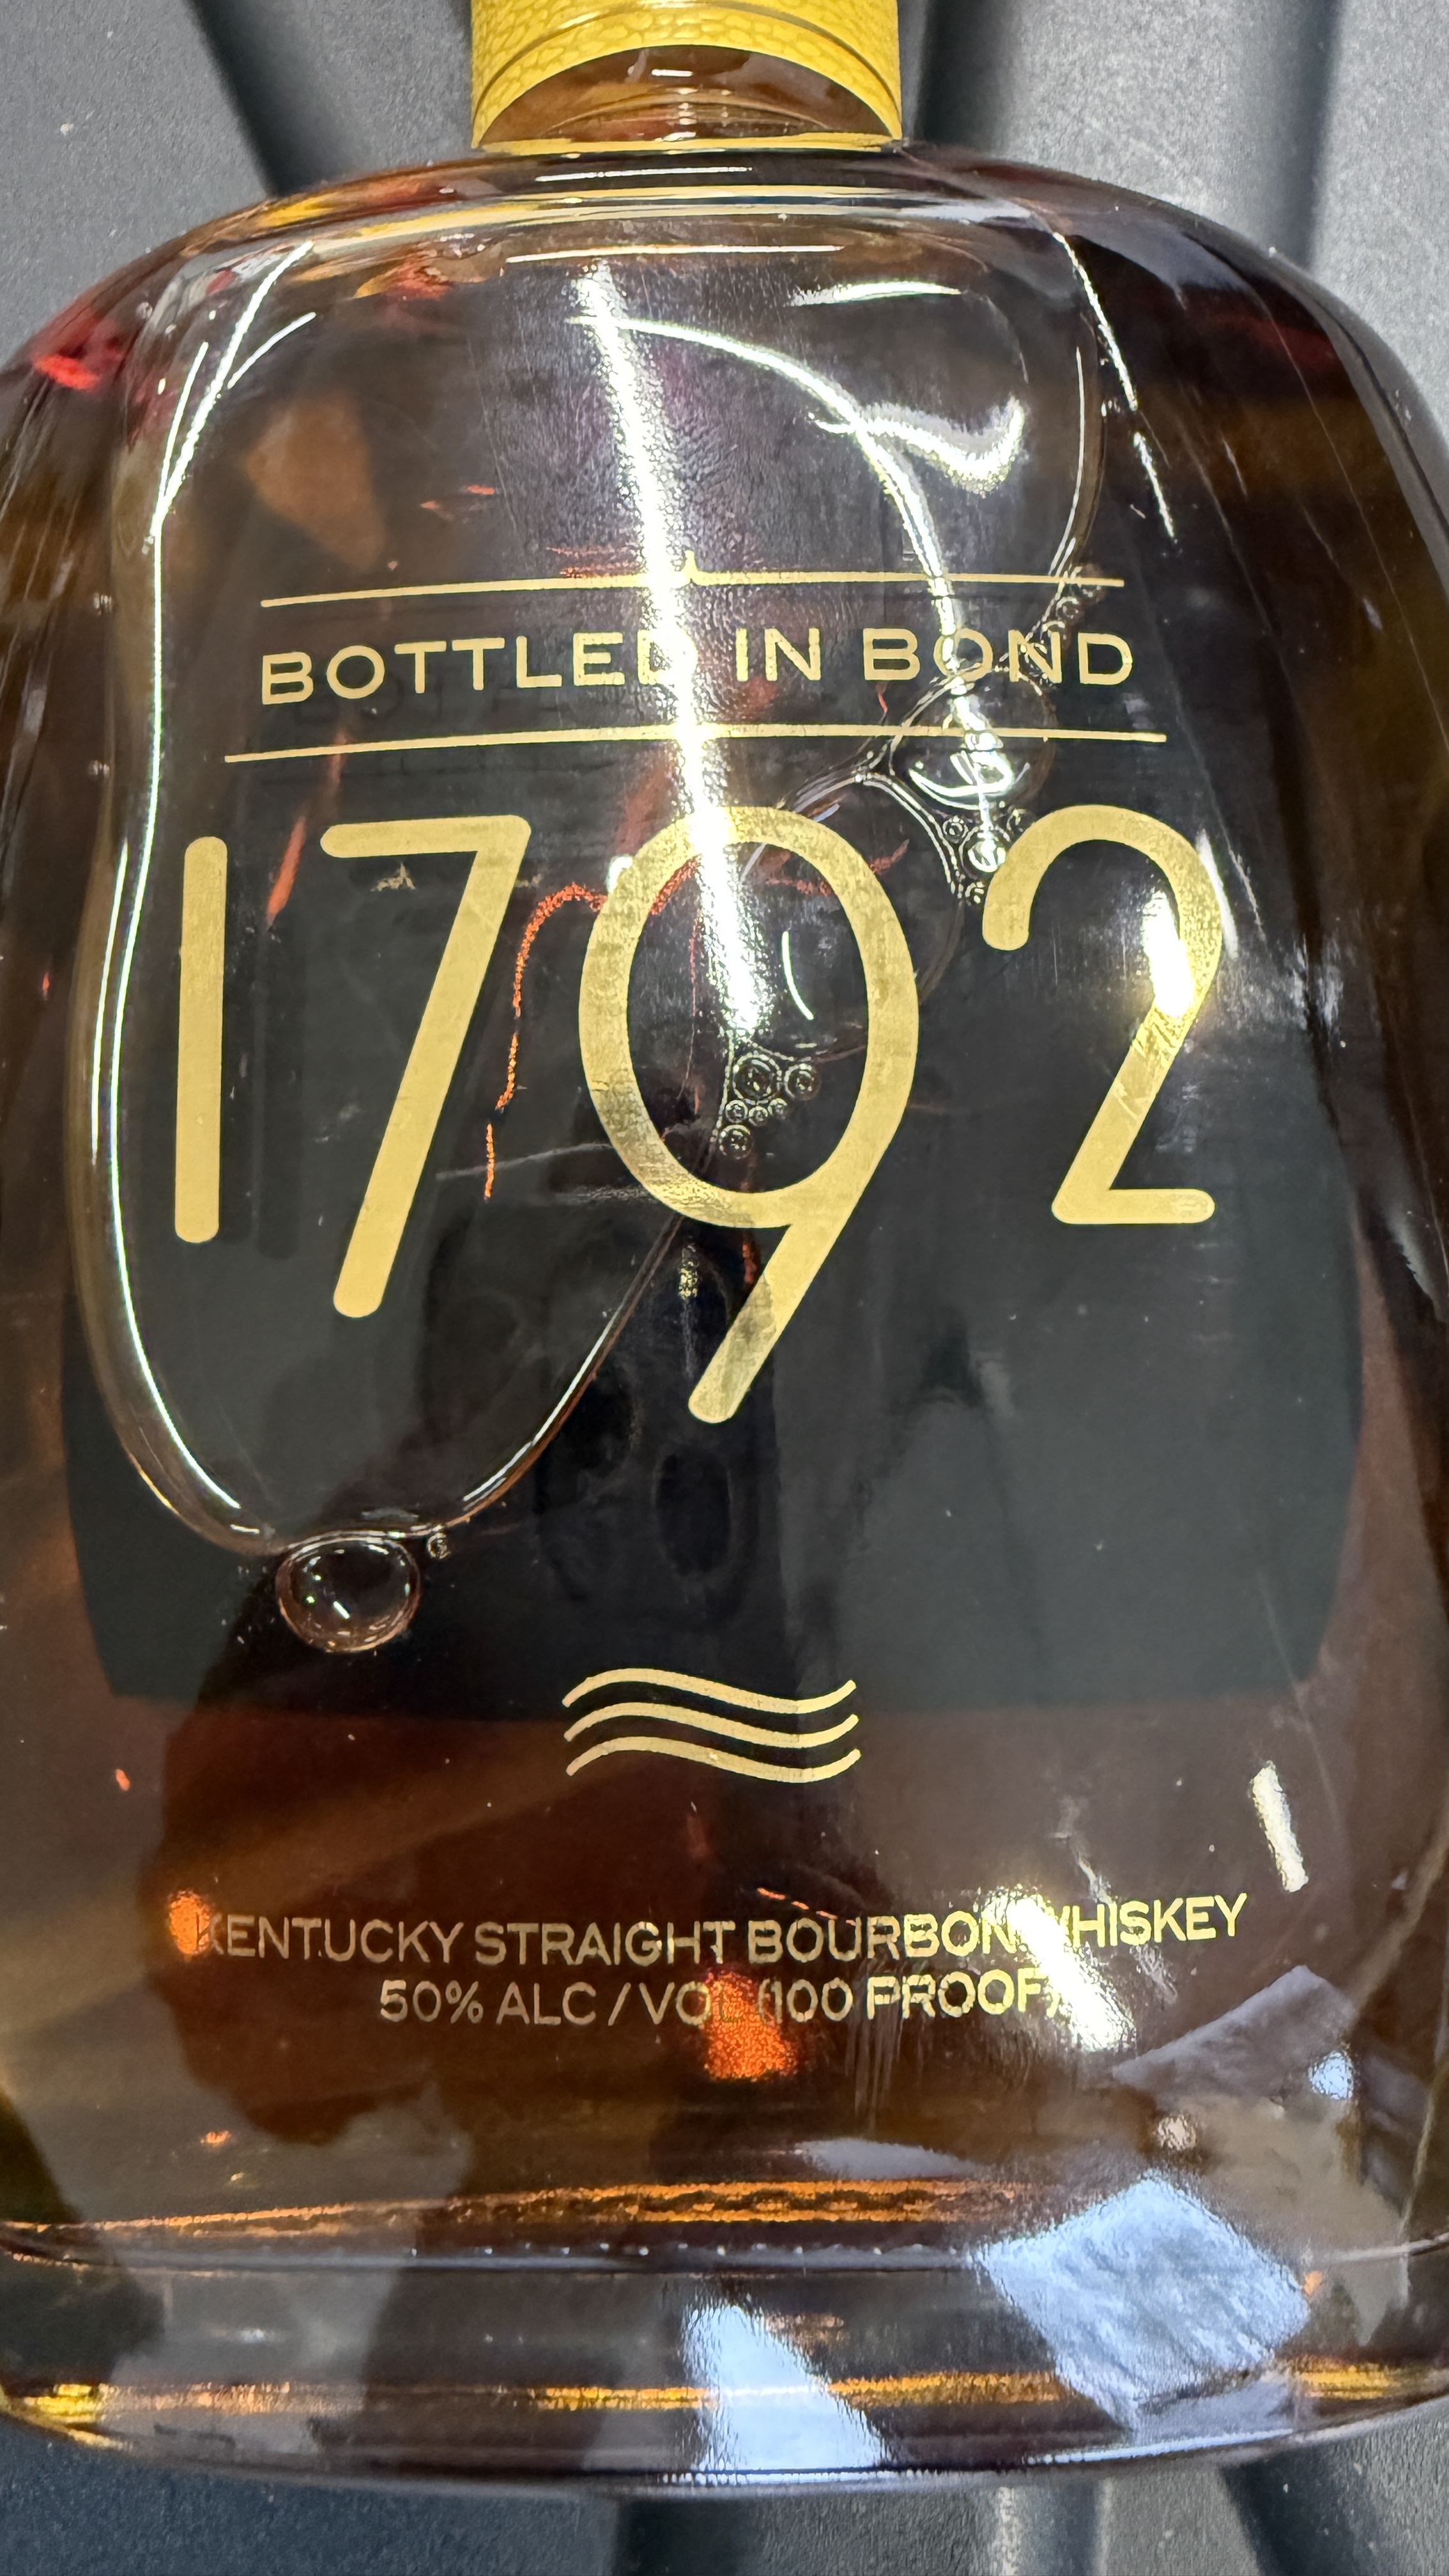 BOTTLED IN BOND
1792
KENTUCKY STRAIGHT BOURBON WHISKEY
50% ALC / VOL (100 PROOF)